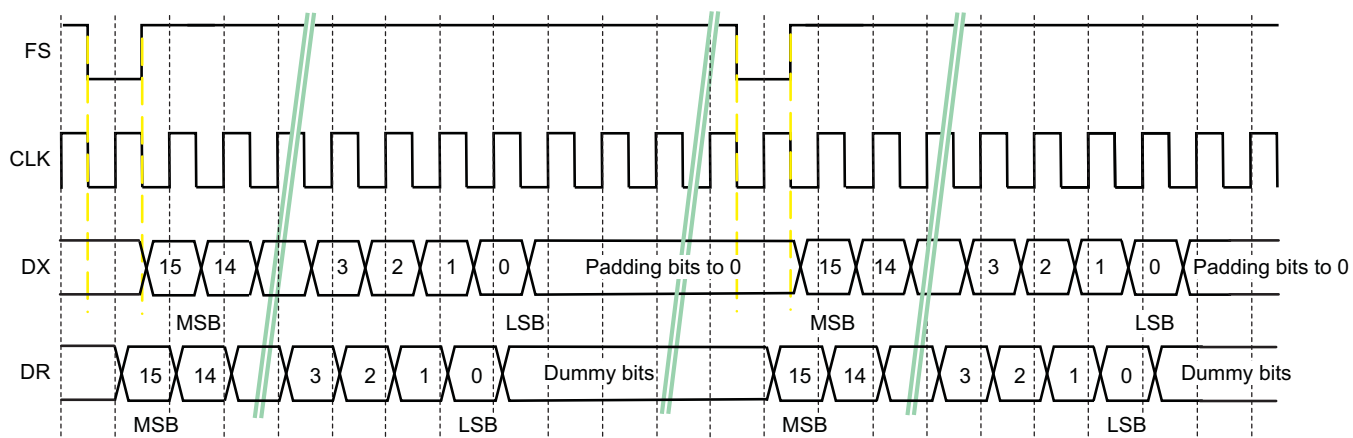 FS
CLK
DX 15 14 3 2 1 0 Padding bits to 0 15 14 3 2 1 0 Padding bits to 0
MSB LSB MSB LSB
DR 15 14 3 2 1 0 Dummy bits 15 14 3 2 1 0 Dummy bits
MSB LSB MSB LSB